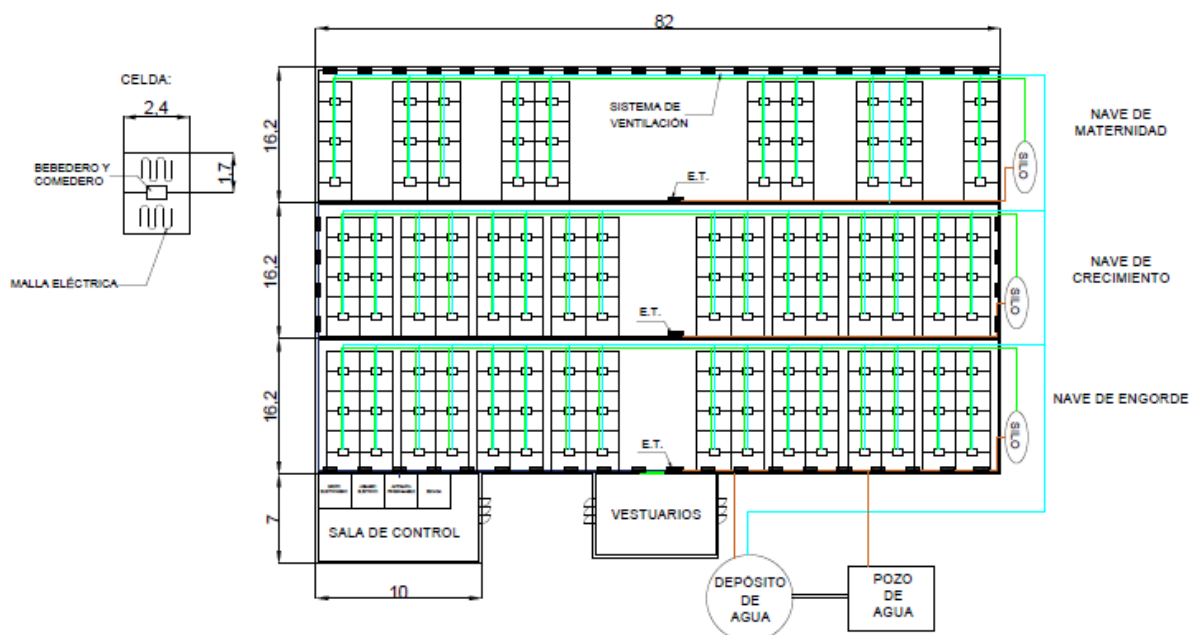 82
CELDA:
2,4
1.7
BEBEDERO Y
COMEDERO
MALLA ELÉCTRICA
16,2
SISTEMA DE
VENTILACIÓN
E.T.
SILO
NAVE DE
MATERNIDAD
16,2
E.T.
SILO
NAVE DE
CRECIMIENTO
16,2
E.T.
SILO
NAVE DE ENGORDE
7
SALA DE CONTROL
10
VESTUARIOS
DEPÓSITO
DE
AGUA
POZO
DE
AGUA